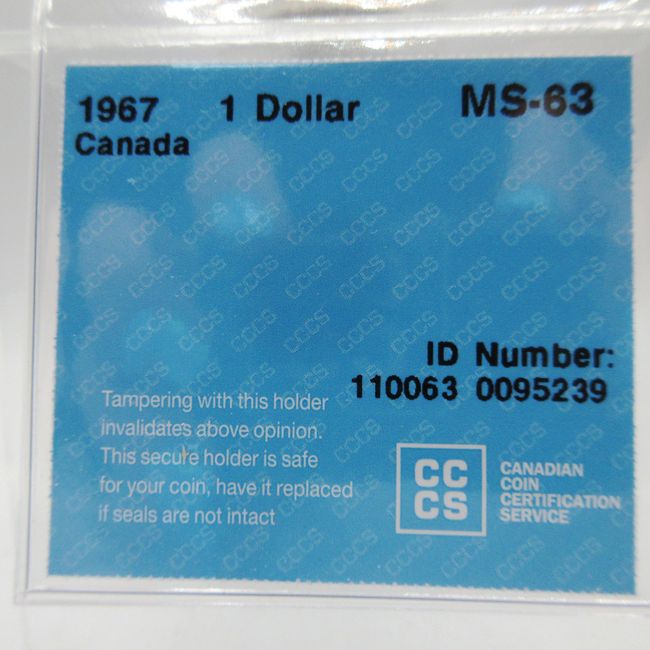 1967 1 Dollar MS-63
Canada
ID Number:
110063 0095239
Tampering with this holder
invalidates above opinion.
This secure holder is safe
for your coin, have it replaced
if seals are not intact
CC
CS
CANADIAN
COIN
CERTIFICATION
SERVICE